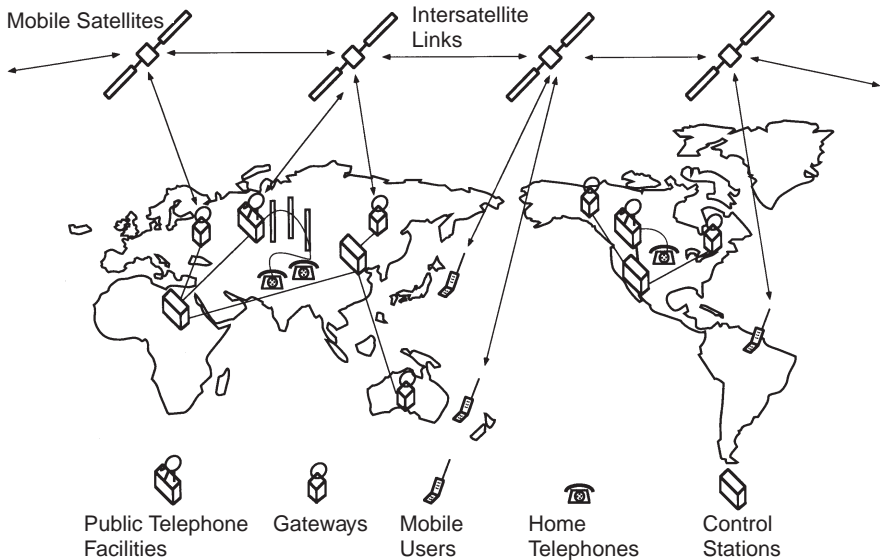 Mobile Satellites
Intersatellite
Links
Public Telephone
Facilities
Gateways
Mobile
Users
Home
Telephones
Control
Stations